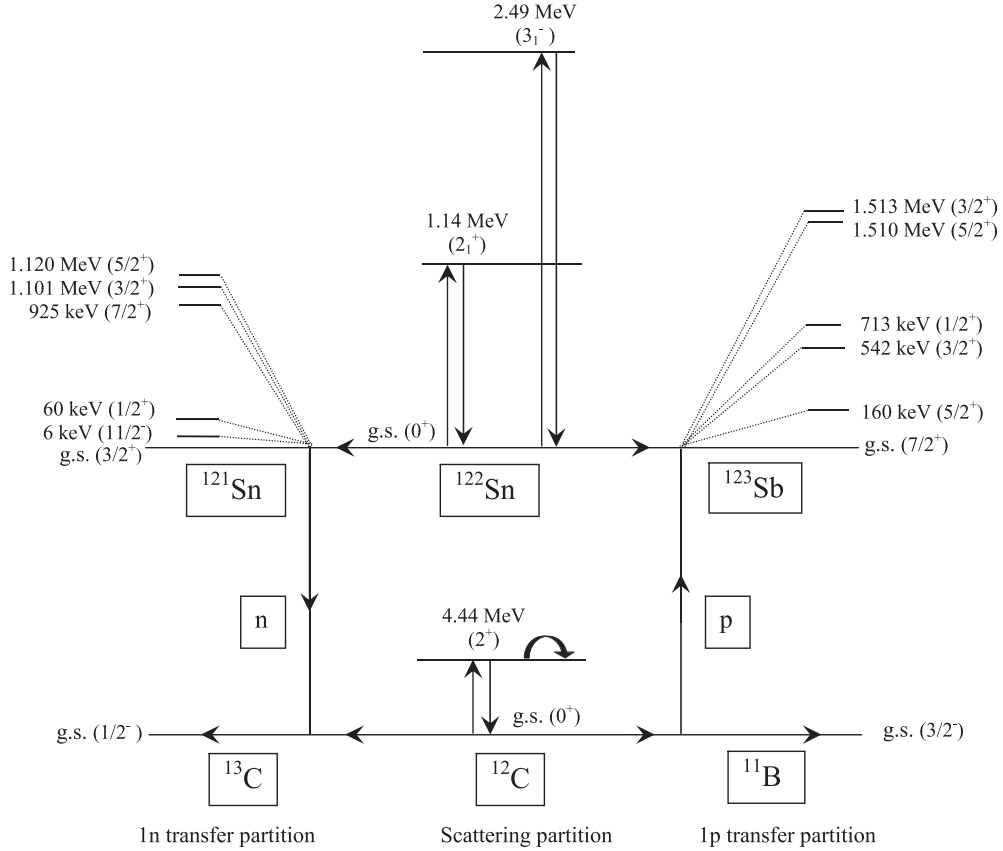 2.49 MeV
(3₁⁻)
1.14 MeV
(2₁⁺)
1.513 MeV (3/2⁺)
1.510 MeV (5/2⁺)
1.120 MeV (5/2⁺)
1.101 MeV (3/2⁺)
925 keV (7/2⁺)
713 keV (1/2⁺)
542 keV (3/2⁺)
60 keV (1/2⁺)
6 keV (11/2⁻)
g.s. (3/2⁺)
g.s. (0⁺)
160 keV (5/2⁺)
g.s. (7/2⁺)
¹²¹Sn
¹²²Sn
¹²³Sb
n
4.44 MeV
(2⁺)
p
g.s. (1/2⁻)
g.s. (0⁺)
g.s. (3/2⁻)
¹³C
¹²C
¹¹B
1n transfer partition
Scattering partition
1p transfer partition